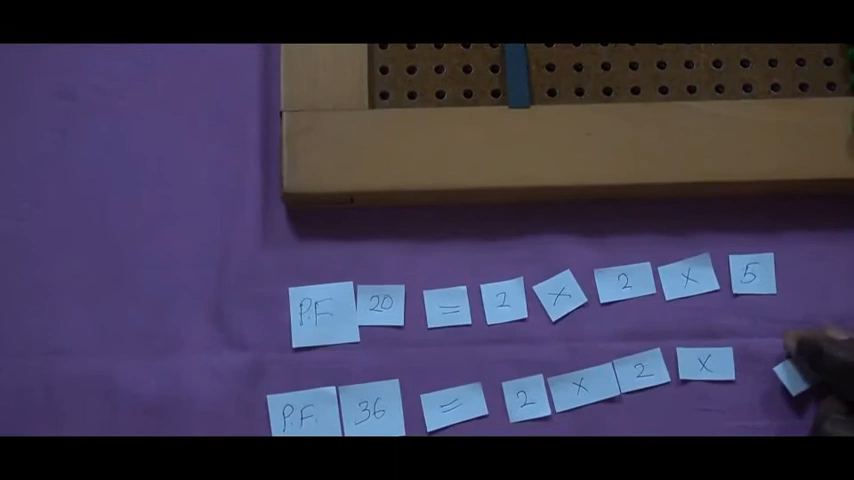 P.F 20 = 2 × 2 × 5
P.F. 36 = 2 × 2 ×